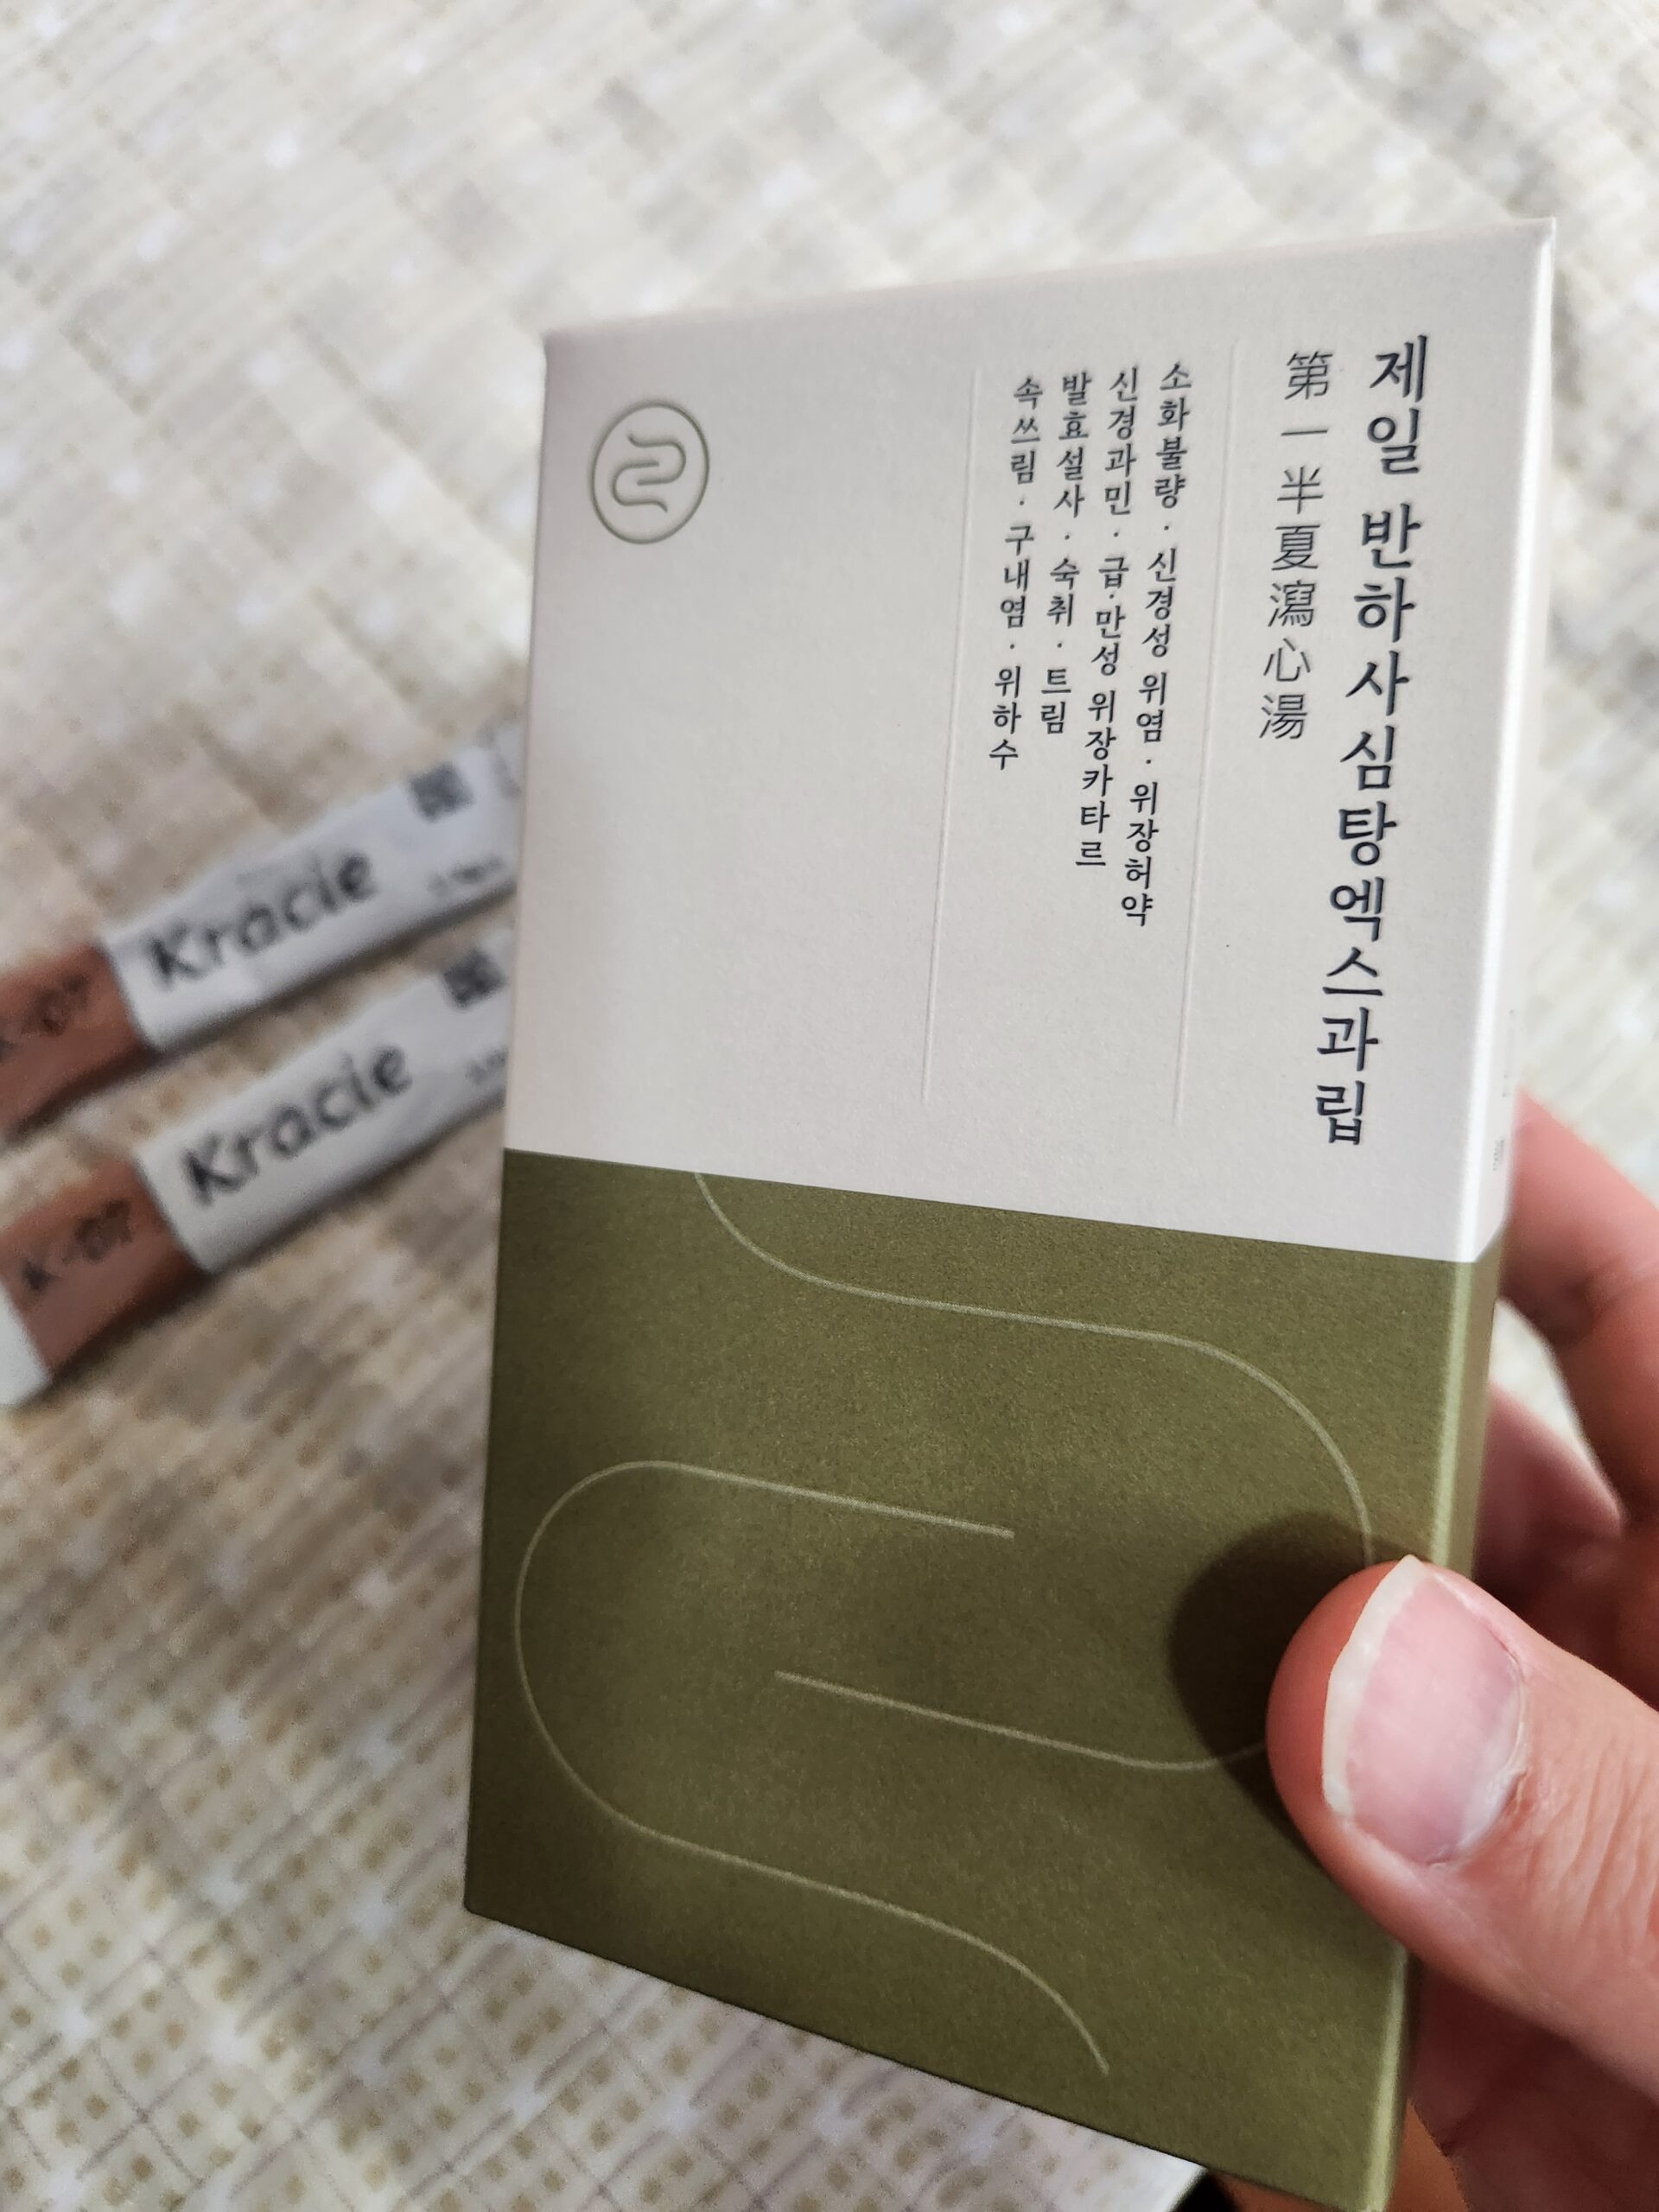 제일 반하사심탕엑스과립
第一半夏瀉心湯
소화불량 · 신경성 위염 · 위장허약
신경과민 · 급·만성 위장카타르
발효설사 · 숙취 · 트림
속쓰림 · 구내염 · 위하수
Kracie
Kracie